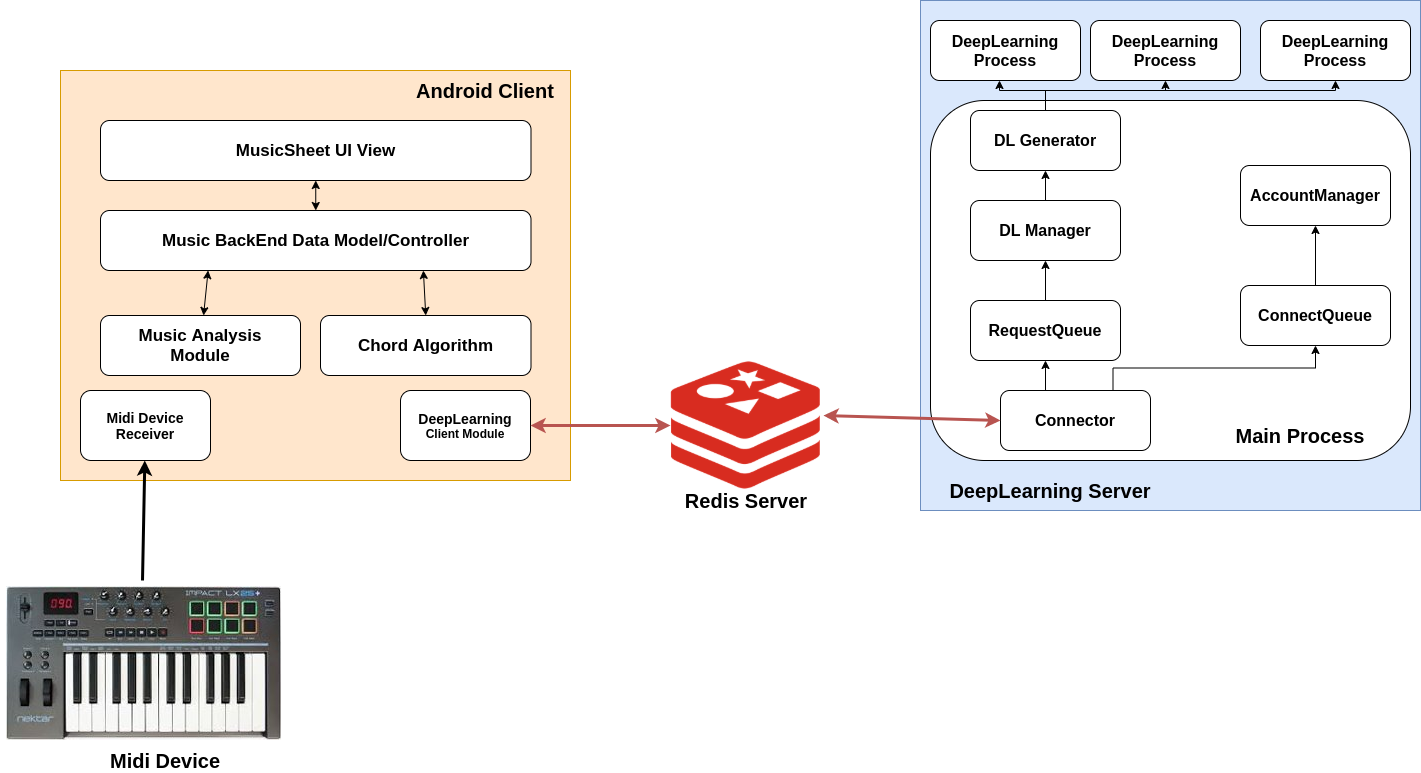 Android Client
MusicSheet UI View
Music BackEnd Data Model/Controller
Music Analysis
Module
Chord Algorithm
Midi Device
Receiver
DeepLearning
Client Module
Redis Server
DeepLearning
Process
DeepLearning
Process
DeepLearning
Process
DL Generator
DL Manager
RequestQueue
AccountManager
ConnectQueue
Connector
Main Process
DeepLearning Server
IMPACT LX25+
090
nektar
Midi Device